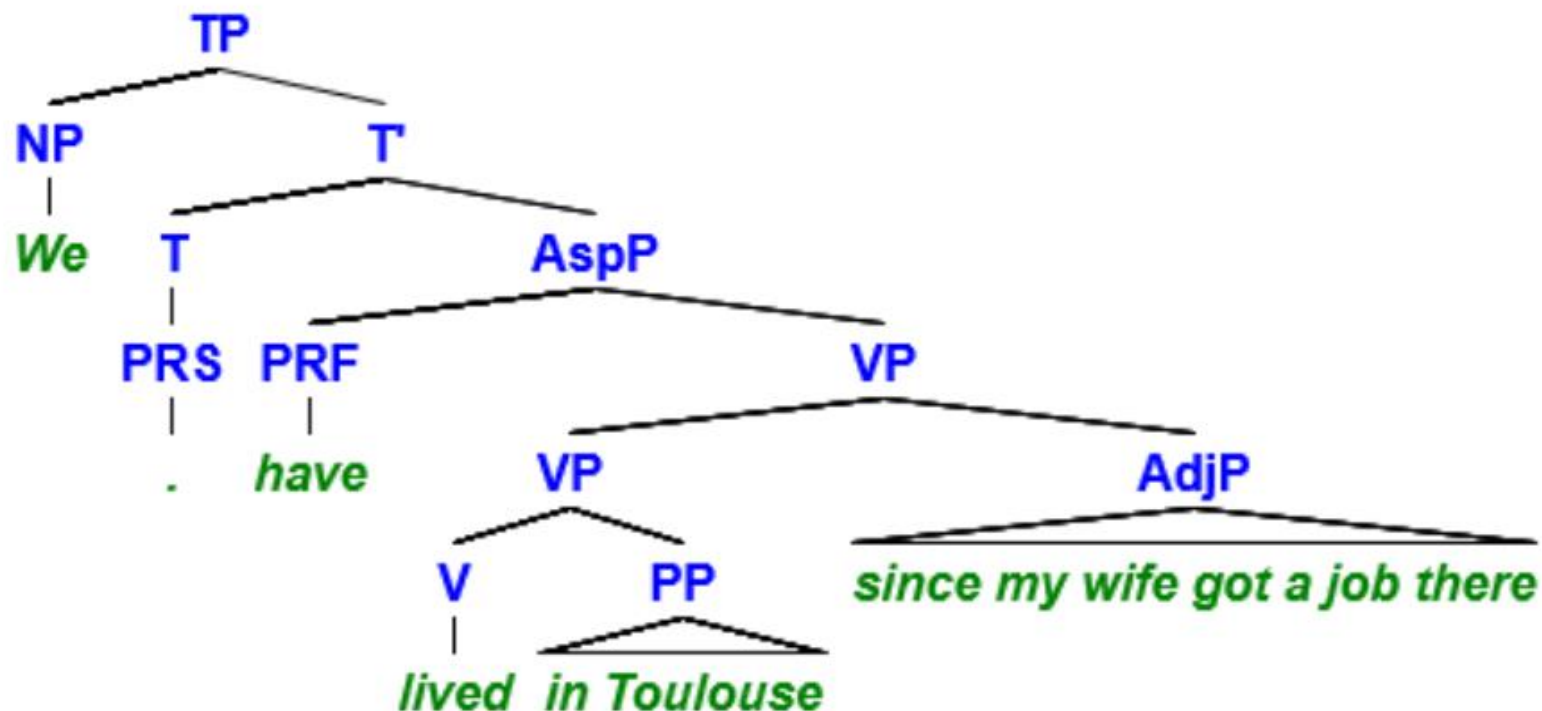 TP
NP T'
We T AspP
PRS PRF VP
. have VP AdjP
V PP since my wife got a job there
lived in Toulouse